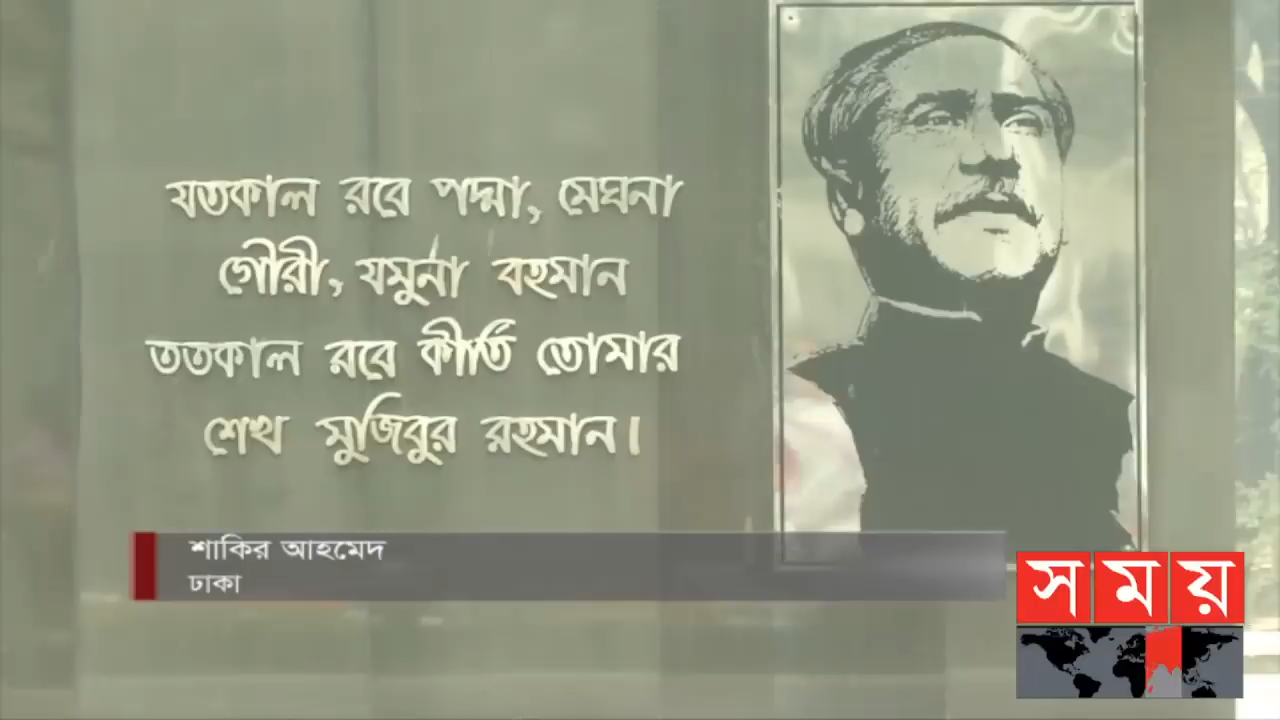 যতকাল রবে পদ্মা, মেঘনা
গৌরী, যমুনা বহমান
ততকাল রবে কীর্তি তোমার
শেখ মুজিবুর রহমান।
শাকির আহমেদ
ঢাকা
সময়